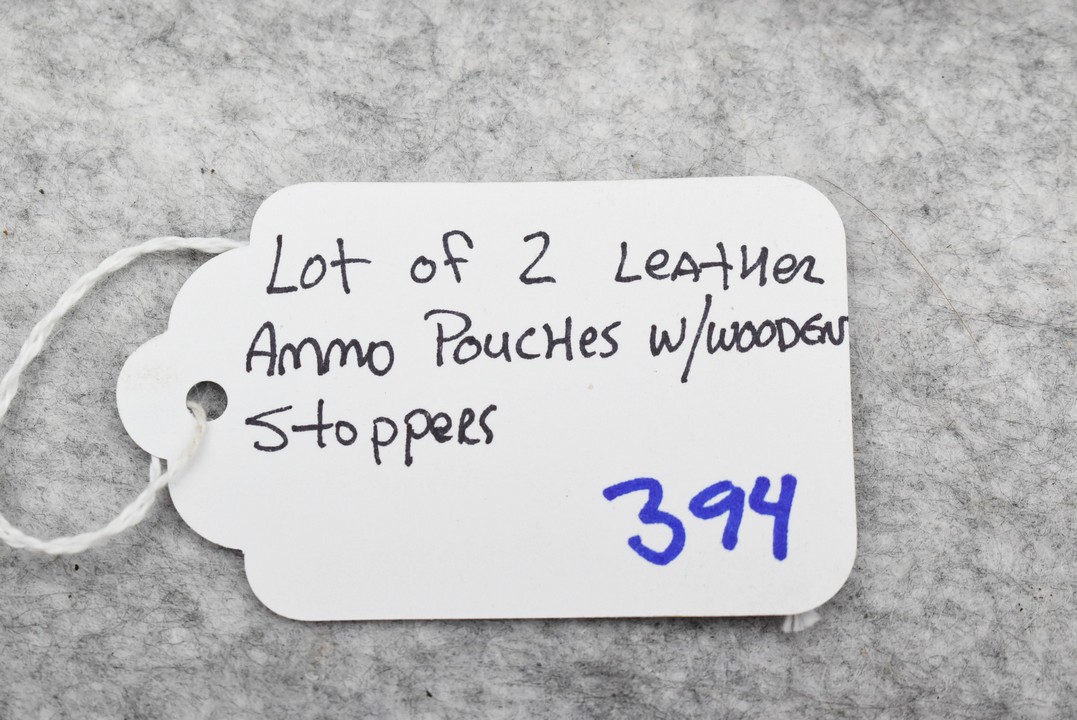 Lot of 2 Leather
Ammo Pouches w/wooden
Stoppers
394